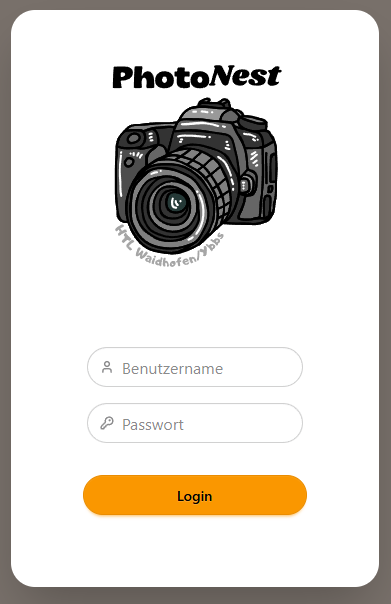 PhotoNest
HTL Waidhofen/Ybbs
Benutzername
Passwort
Login